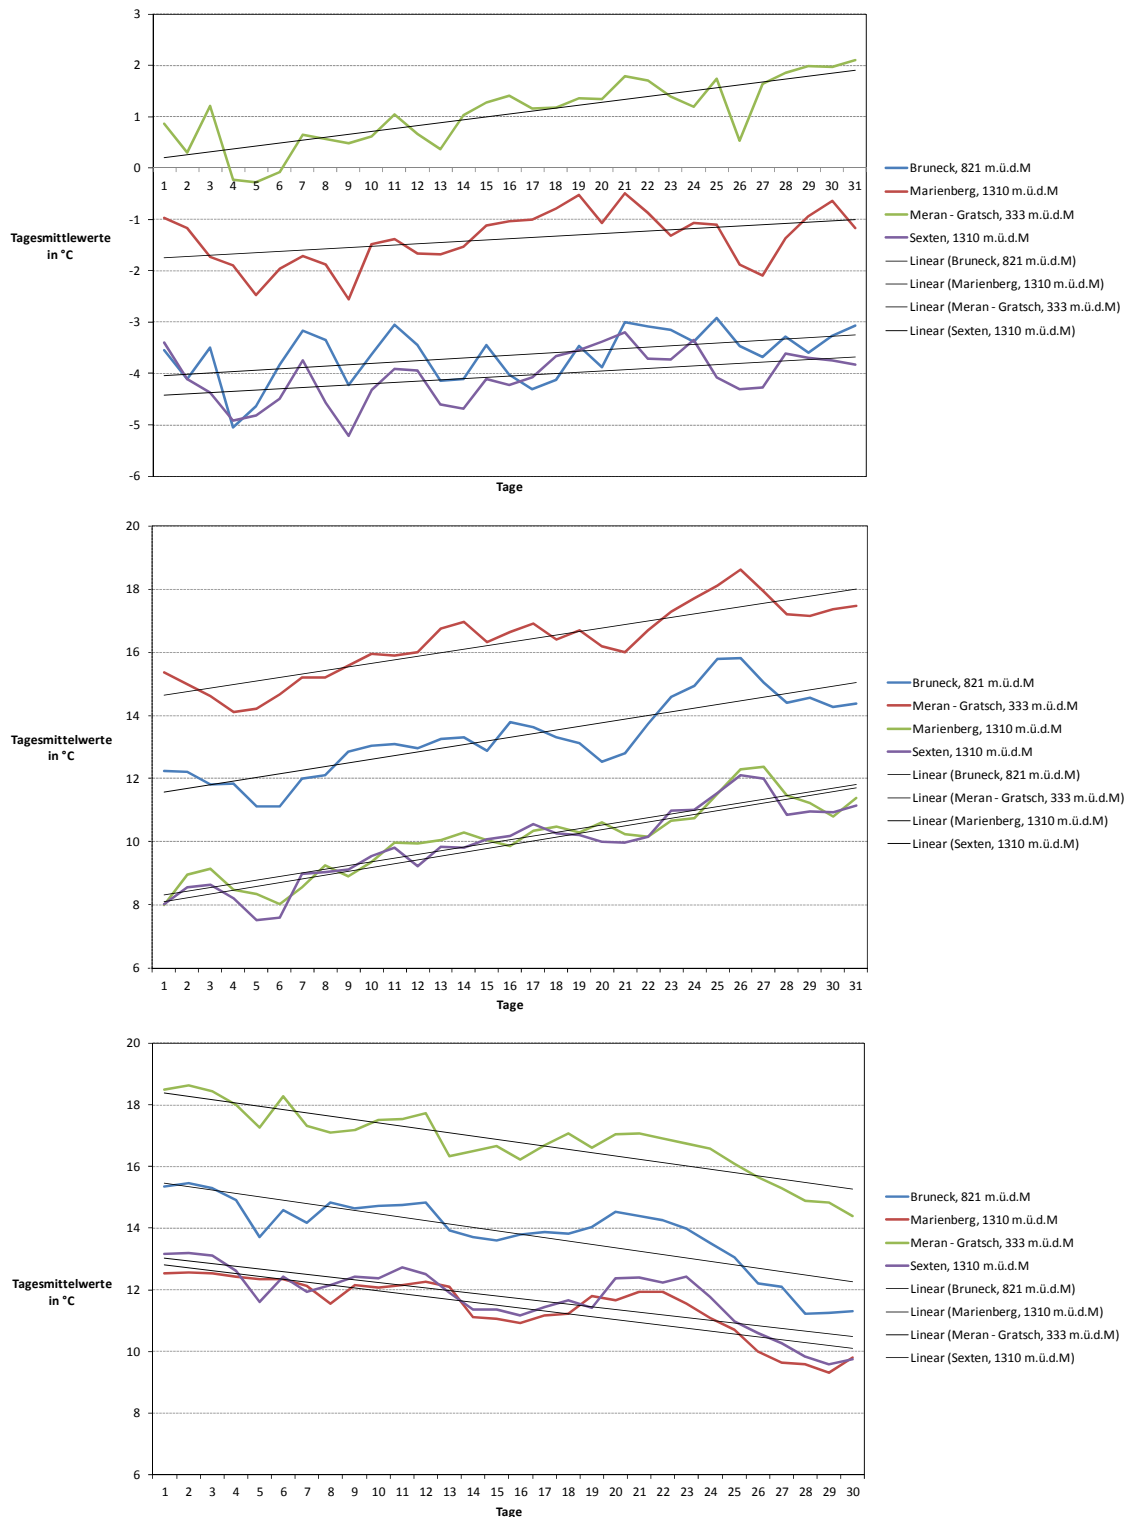 3
2
1
0
-1
-2
-3
-4
-5
-6
1 2 3 4 5 6 7 8 9 10 11 12 13 14 15 16 17 18 19 20 21 22 23 24 25 26 27 28 29 30 31
Tagesmittlewerte
in °C
Tage
Bruneck, 821 m.ü.d.M
Marienberg, 1310 m.ü.d.M
Meran - Gratsch, 333 m.ü.d.M
Sexten, 1310 m.ü.d.M
Linear (Bruneck, 821 m.ü.d.M)
Linear (Marienberg, 1310 m.ü.d.M)
Linear (Meran - Gratsch, 333 m.ü.d.M)
Linear (Sexten, 1310 m.ü.d.M)
20
18
16
14
12
10
8
6
1 2 3 4 5 6 7 8 9 10 11 12 13 14 15 16 17 18 19 20 21 22 23 24 25 26 27 28 29 30 31
Tagesmittelwerte
in °C
Tage
Bruneck, 821 m.ü.d.M
Meran - Gratsch, 333 m.ü.d.M
Marienberg, 1310 m.ü.d.M
Sexten, 1310 m.ü.d.M
Linear (Bruneck, 821 m.ü.d.M)
Linear (Meran - Gratsch, 333 m.ü.d.M)
Linear (Marienberg, 1310 m.ü.d.M)
Linear (Sexten, 1310 m.ü.d.M)
20
18
16
14
12
10
8
6
1 2 3 4 5 6 7 8 9 10 11 12 13 14 15 16 17 18 19 20 21 22 23 24 25 26 27 28 29 30
Tagesmittelwerte
in °C
Tage
Bruneck, 821 m.ü.d.M
Marienberg, 1310 m.ü.d.M
Meran - Gratsch, 333 m.ü.d.M
Sexten, 1310 m.ü.d.M
Linear (Bruneck, 821 m.ü.d.M)
Linear (Marienberg, 1310 m.ü.d.M)
Linear (Meran - Gratsch, 333 m.ü.d.M)
Linear (Sexten, 1310 m.ü.d.M)